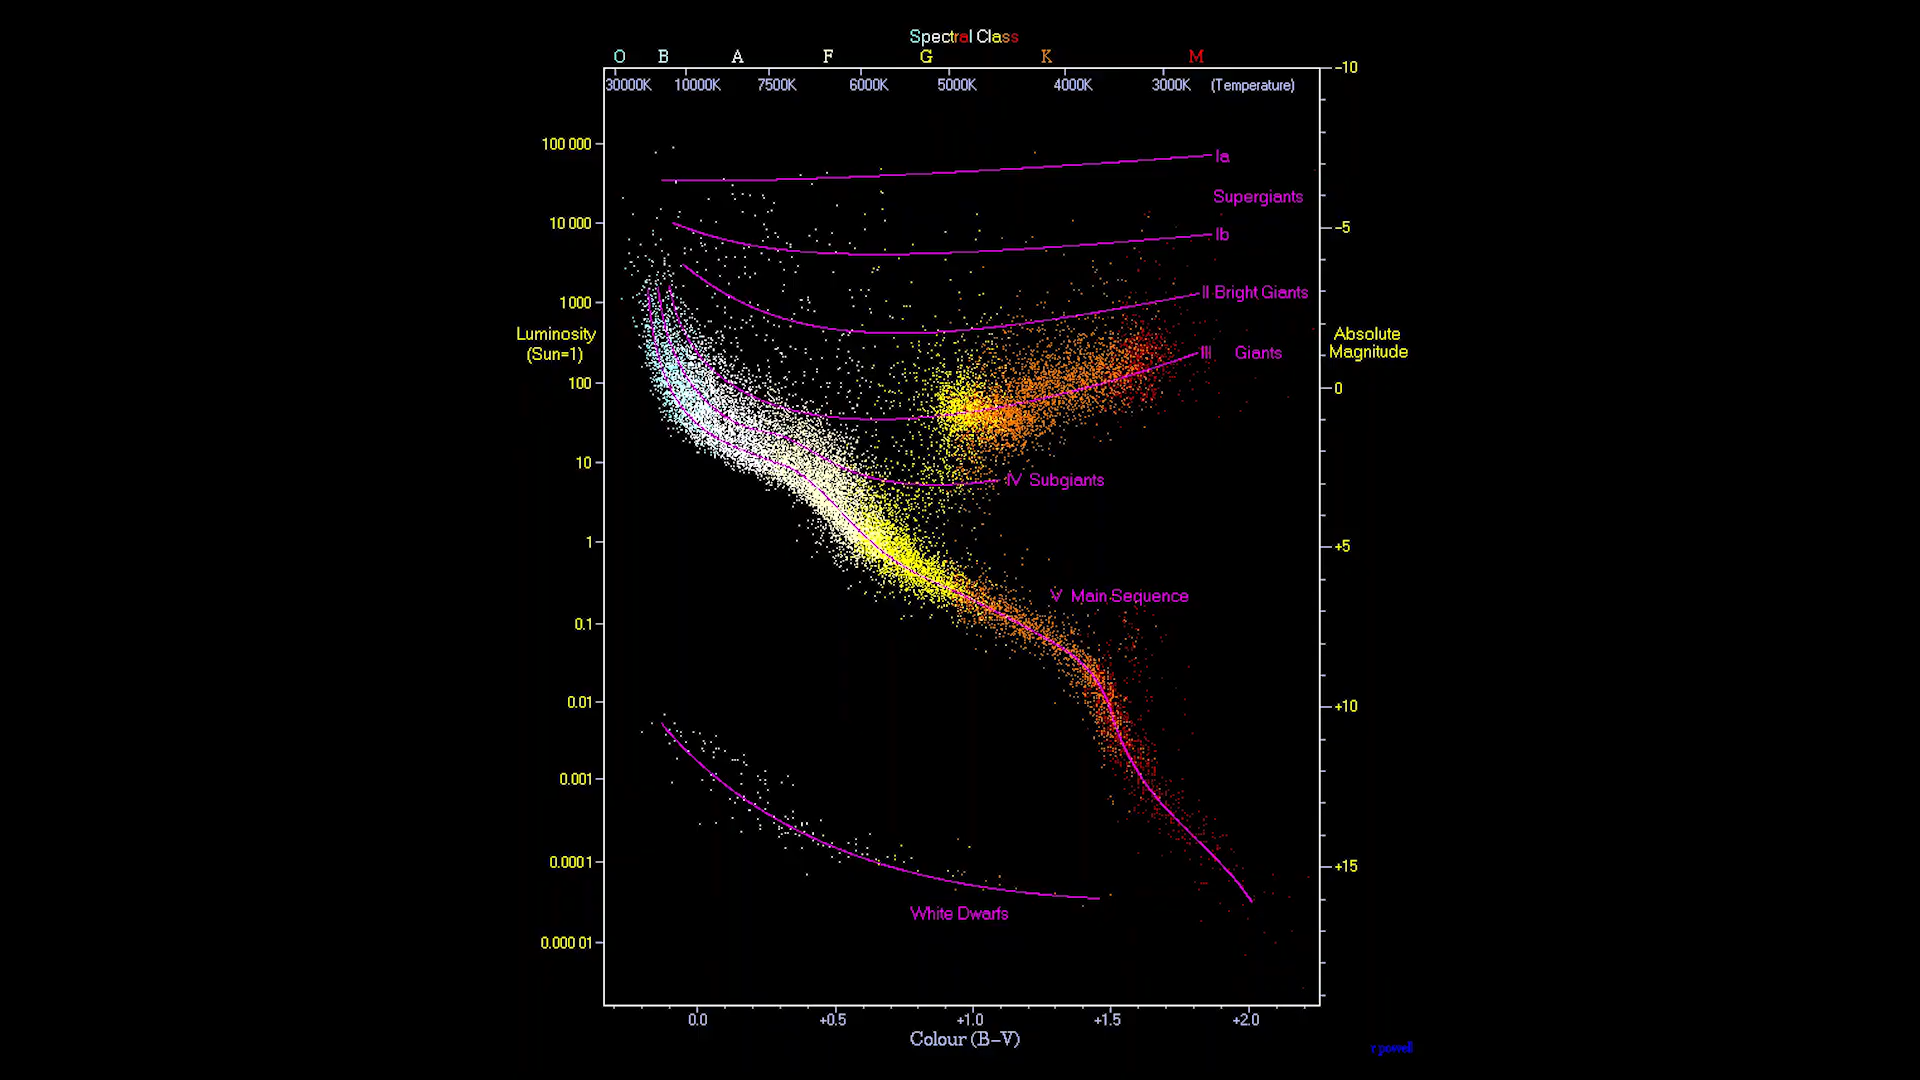 Spectral Class
O B A F G K M
30000K 10000K 7500K 6000K 5000K 4000K 3000K (Temperature)
-10
100 000
Ia
Supergiants
10 000
-5
Ib
1000
II Bright Giants
Luminosity
(Sun=1)
Absolute
Magnitude
III Giants
100
0
10
IV Subgiants
1
+5
V Main Sequence
0.1
0.01
+10
0.001
0.0001
+15
White Dwarfs
0.000 01
0.0 +0.5 +1.0 +1.5 +2.0
Colour (B-V)
r powell